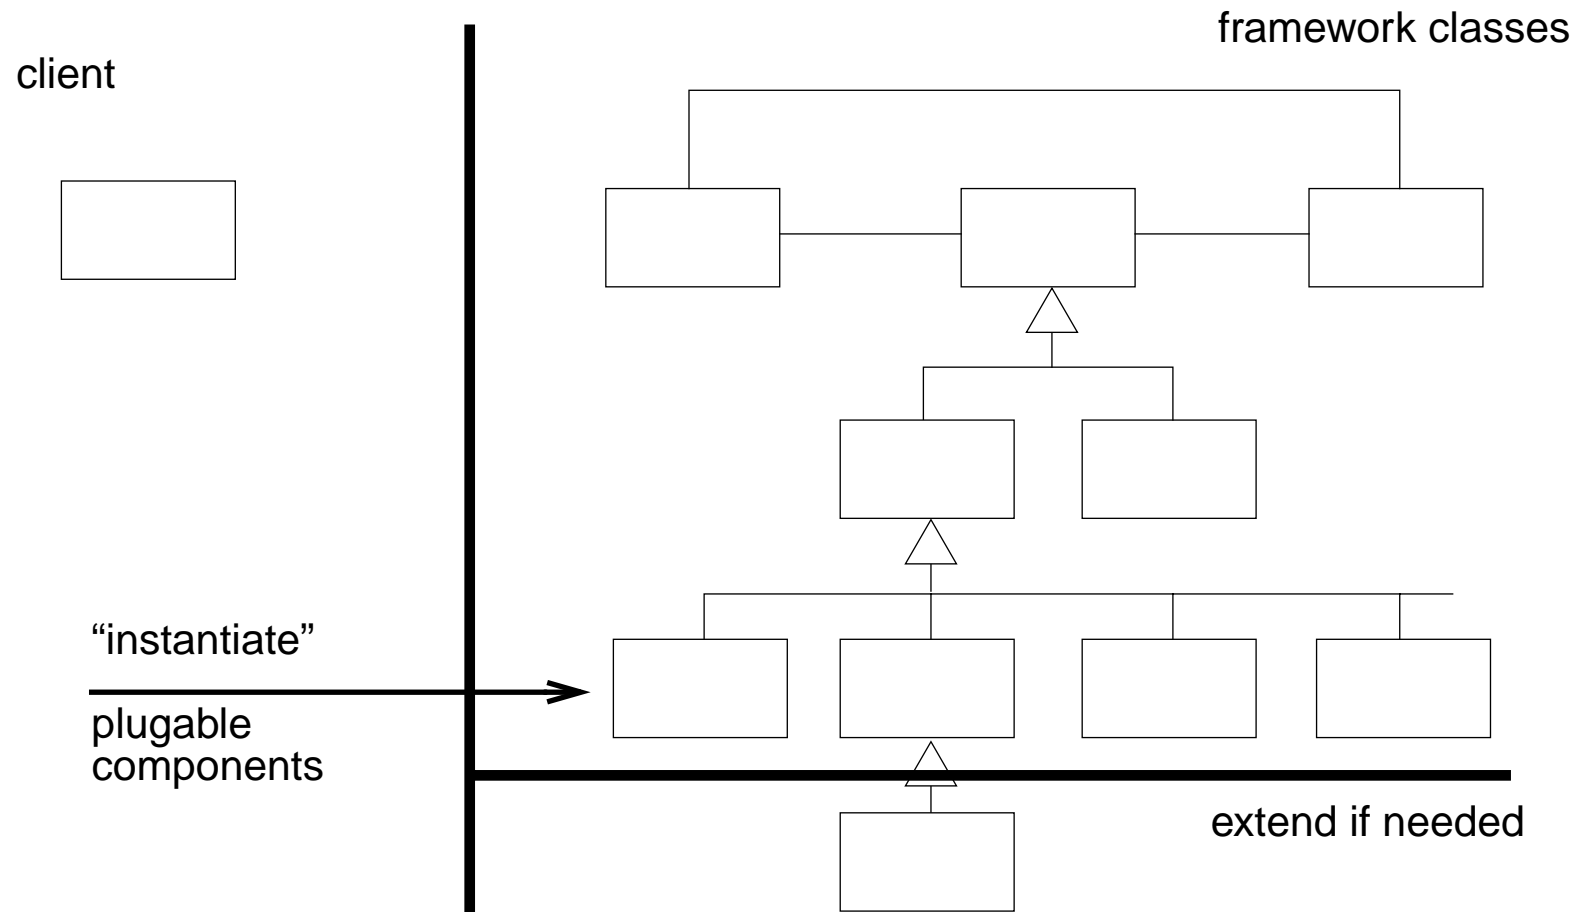 framework classes
client
“instantiate”
plugable
components
extend if needed